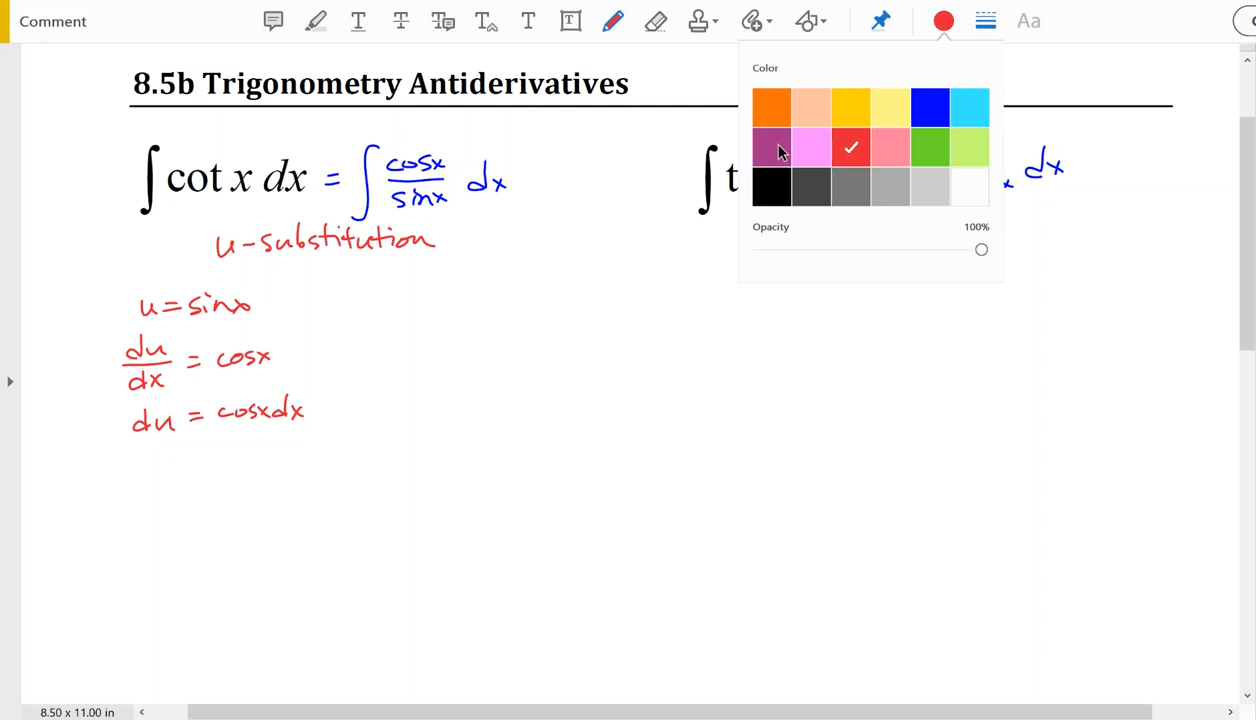 Comment
Aa
Color
Opacity 100%
8.5b Trigonometry Antiderivatives
∫ cot x dx = ∫ cosx/sinx dx
∫ t x dx
u-substitution
u = sinx
du/dx = cosx
du = cosxdx
8.50 x 11.00 in